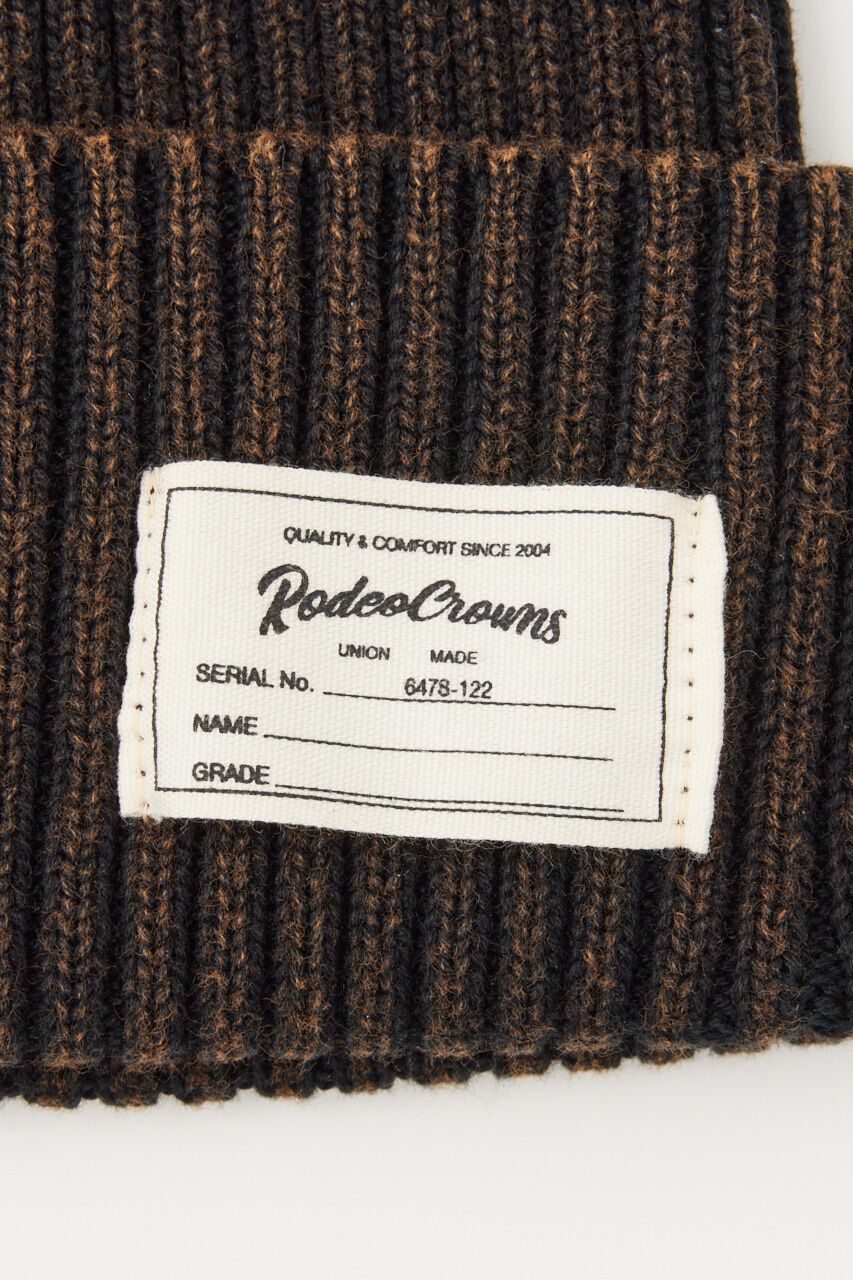 QUALITY & COMFORT SINCE 2004
RodeoCrowns
UNION MADE
SERIAL No. 6478-122
NAME
GRADE